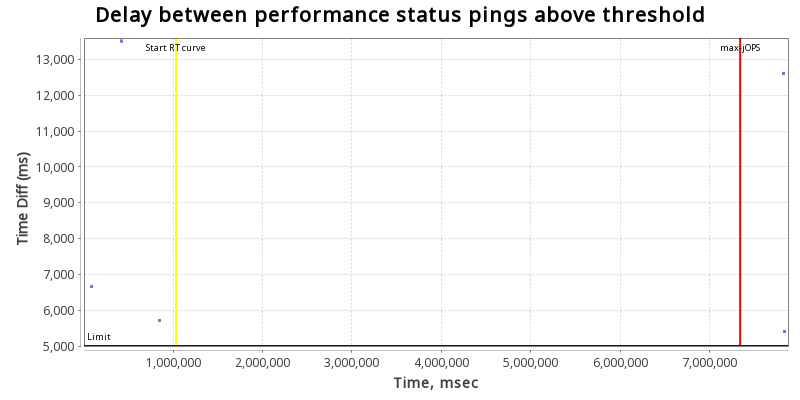 Delay between performance status pings above threshold
Start RT curve
max-jOPS
13,000
12,000
11,000
10,000
9,000
8,000
7,000
6,000
5,000
Time Diff (ms)
Limit
1,000,000
2,000,000
3,000,000
4,000,000
5,000,000
6,000,000
7,000,000
Time, msec